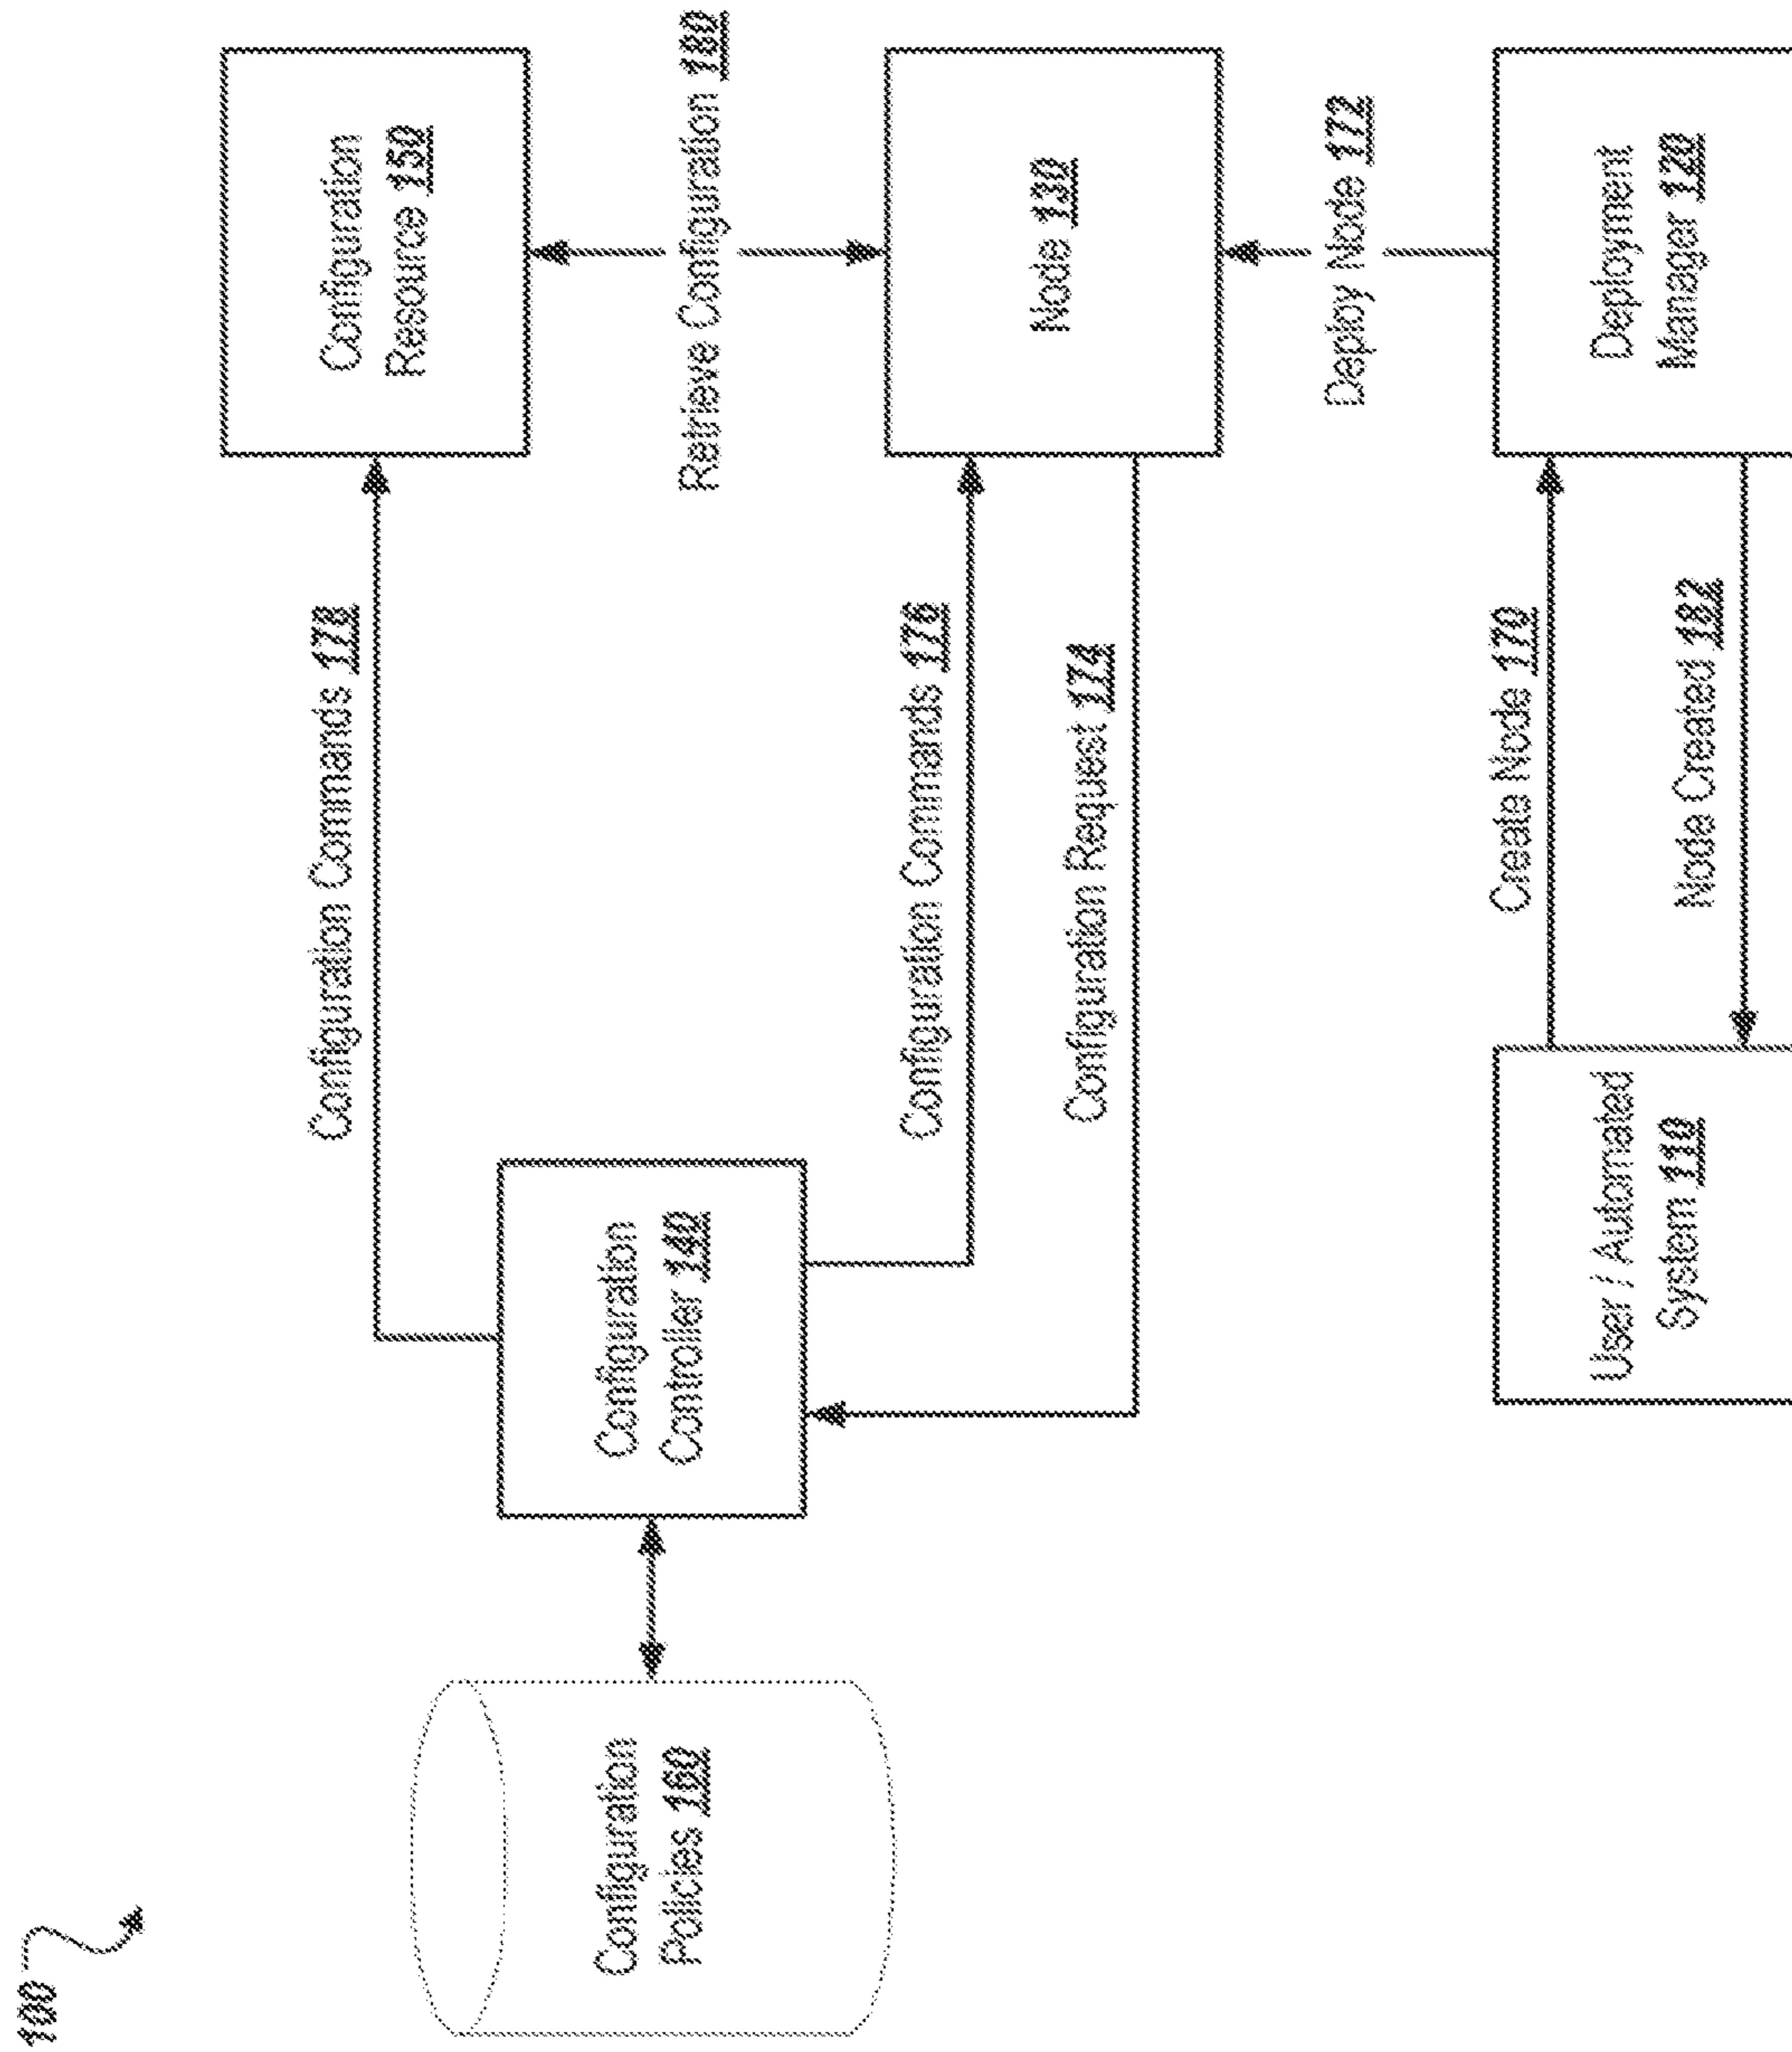 100
Configuration
Policies 160
Configuration
Controller 140
Configuration Commands 178
Configuration
Resource 150
Retrieve Configuration 180
Configuration Commands 176
Configuration Request 174
Node 130
Deploy Node 172
User / Automated
System 110
Create Node 170
Node Created 182
Deployment
Manager 120